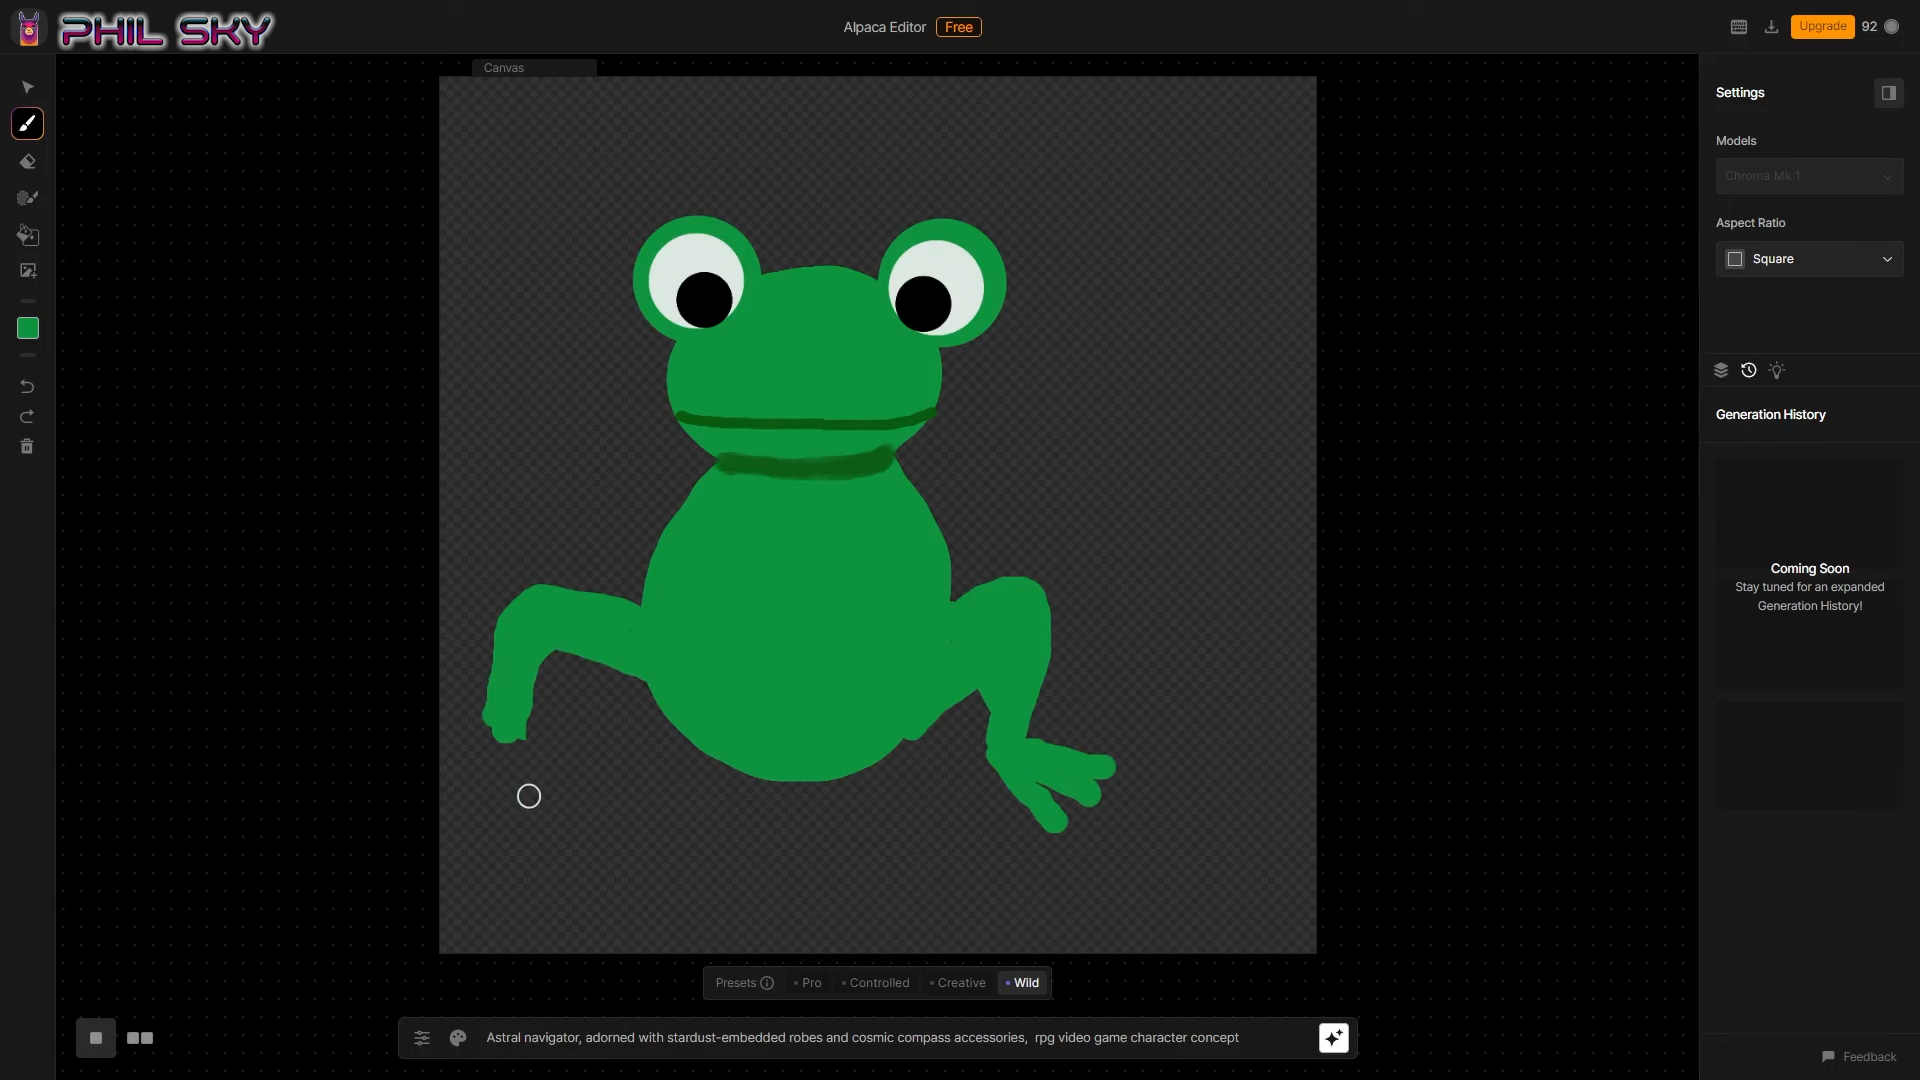 PHIL SKY
Alpaca Editor Free
Upgrade 92
Canvas
Settings
Models
Chroma Mk 1
Aspect Ratio
Square
Generation History
Coming Soon
Stay tuned for an expanded
Generation History!
Presets Pro Controlled Creative Wild
Astral navigator, adorned with stardust-embedded robes and cosmic compass accessories, rpg video game character concept
Feedback